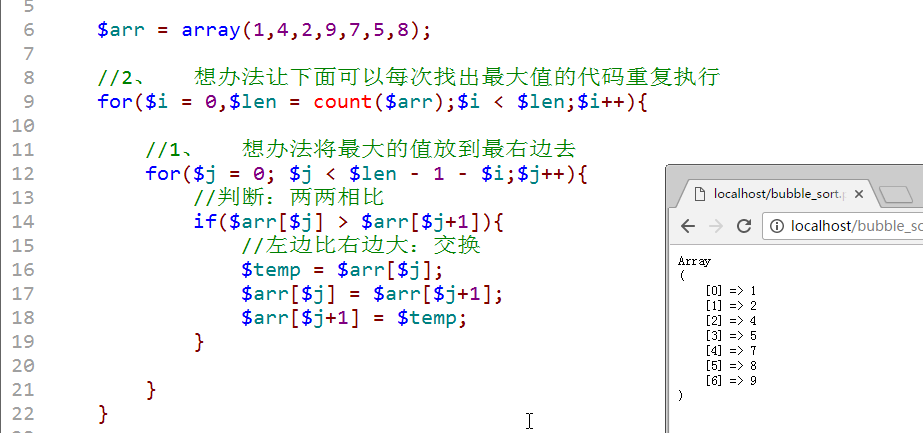 5
6 $arr = array(1,4,2,9,7,5,8);
7
8 //2、 想办法让下面可以每次找出最大值的代码重复执行
9 for($i = 0,$len = count($arr);$i < $len;$i++){
10
11 //1、 想办法将最大的值放到最右边去
12 for($j = 0; $j < $len - 1 - $i;$j++){
13 //判断：两两相比
14 if($arr[$j] > $arr[$j+1]){
15 //左边比右边大：交换
16 $temp = $arr[$j];
17 $arr[$j] = $arr[$j+1];
18 $arr[$j+1] = $temp;
19 }
20
21 }
22 }
localhost/bubble_sort.
localhost/bubble_so
Array
(
[0] => 1
[1] => 2
[2] => 4
[3] => 5
[4] => 7
[5] => 8
[6] => 9
)